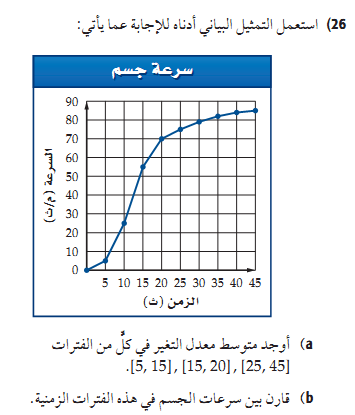 26) استعمل التمثيل البياني أدناه للإجابة عما يأتي:
سرعة جسم
السرعة (م/ث)
90
80
70
60
50
40
30
20
10
0
5 10 15 20 25 30 35 40 45
الزمن (ث)
a) أوجد متوسط معدل التغير في كلٍّ من الفترات
[5, 15] , [15, 20] , [25, 45].
b) قارن بين سرعات الجسم في هذه الفترات الزمنية.